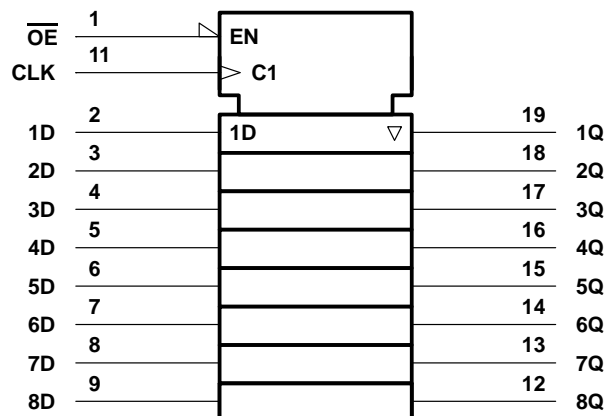 OE 1 EN
CLK 11 C1
1D 2 1D 19 1Q
2D 3 18 2Q
3D 4 17 3Q
4D 5 16 4Q
5D 6 15 5Q
6D 7 14 6Q
7D 8 13 7Q
8D 9 12 8Q